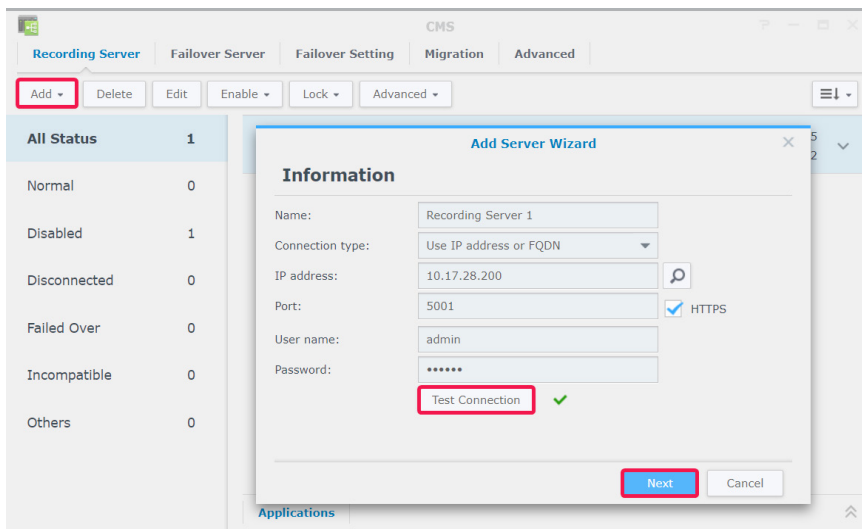 CMS
Recording Server Failover Server Failover Setting Migration Advanced
Add Delete Edit Enable Lock Advanced
All Status 1
Normal 0
Disabled 1
Disconnected 0
Failed Over 0
Incompatible 0
Others 0
5
2
Add Server Wizard
Information
Name: Recording Server 1
Connection type: Use IP address or FQDN
IP address: 10.17.28.200
Port: 5001 HTTPS
User name: admin
Password: ••••••
Test Connection
Next Cancel
Applications